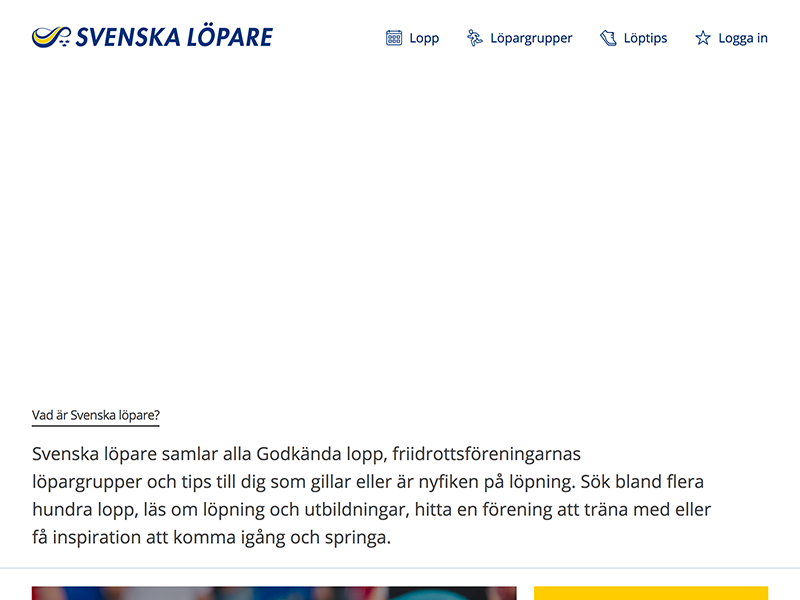 SVENSKA LÖPARE
Lopp
Löpargrupper
Löptips
Logga in
Vad är Svenska löpare?
Svenska löpare samlar alla Godkända lopp, friidrottsföreningarnas
löpargrupper och tips till dig som gillar eller är nyfiken på löpning. Sök bland flera
hundra lopp, läs om löpning och utbildningar, hitta en förening att träna med eller
få inspiration att komma igång och springa.